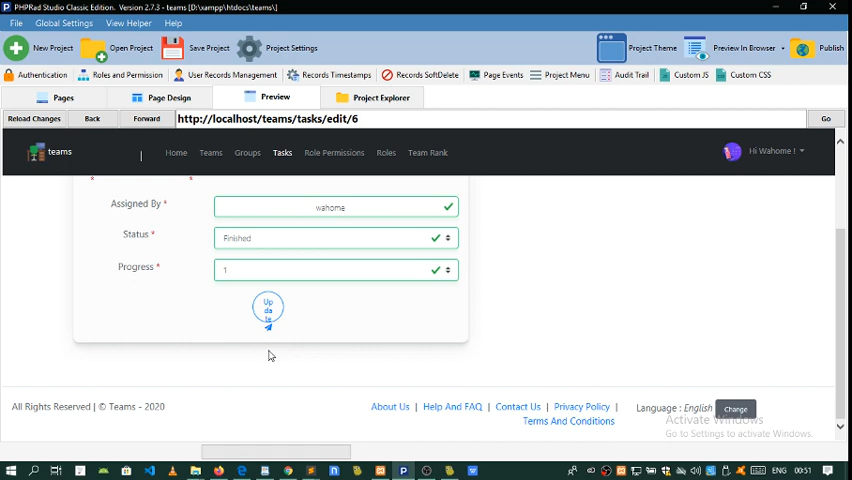 PHPRad Studio Classic Edition. Version 2.7.3 - teams [D:\xampp\htdocs\teams\]
File Global Settings View Helper Help
New Project Open Project Save Project Project Settings Project Theme Preview In Browser Publish
Authentication Roles and Permission User Records Management Records Timestamps Records SoftDelete Page Events Project Menu Audit Trail Custom JS Custom CSS
Pages Page Design Preview Project Explorer
Reload Changes Back Forward http://localhost/teams/tasks/edit/6 Go
teams | Home Teams Groups Tasks Role Permissions Roles Team Rank Hi Wahome !
* *
Assigned By * wahome
Status * Finished
Progress * 1
Up
da
te
All Rights Reserved | © Teams - 2020 About Us | Help And FAQ | Contact Us | Privacy Policy | Language : English Change
Terms And Conditions
Activate Windows
Go to Settings to activate Windows.
ENG 00:51